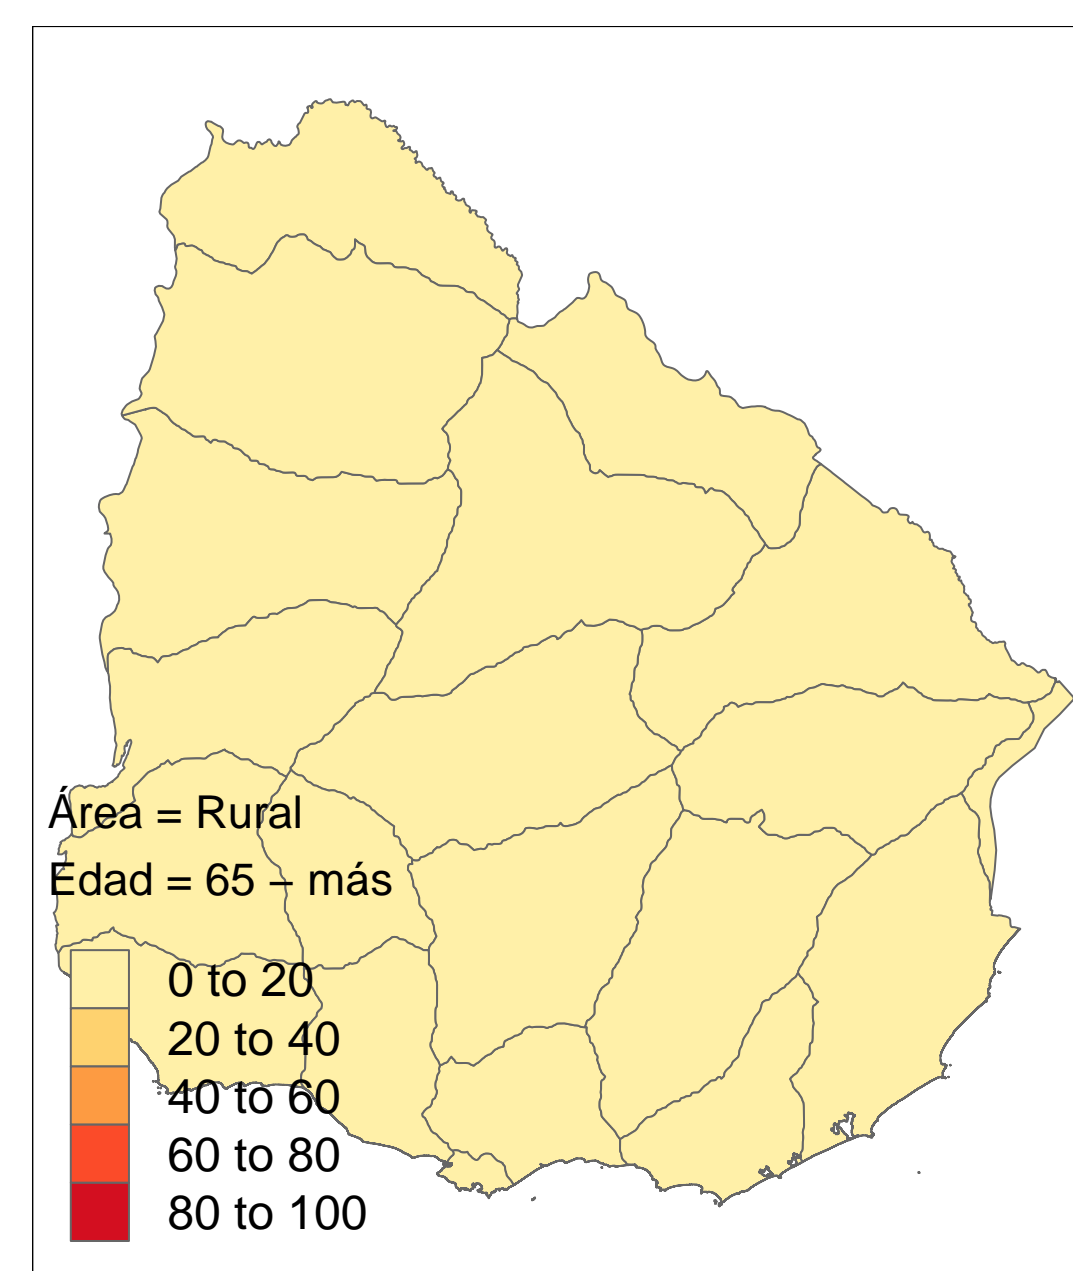 Área = Rural
Edad = 65 – más
0 to 20
20 to 40
40 to 60
60 to 80
80 to 100